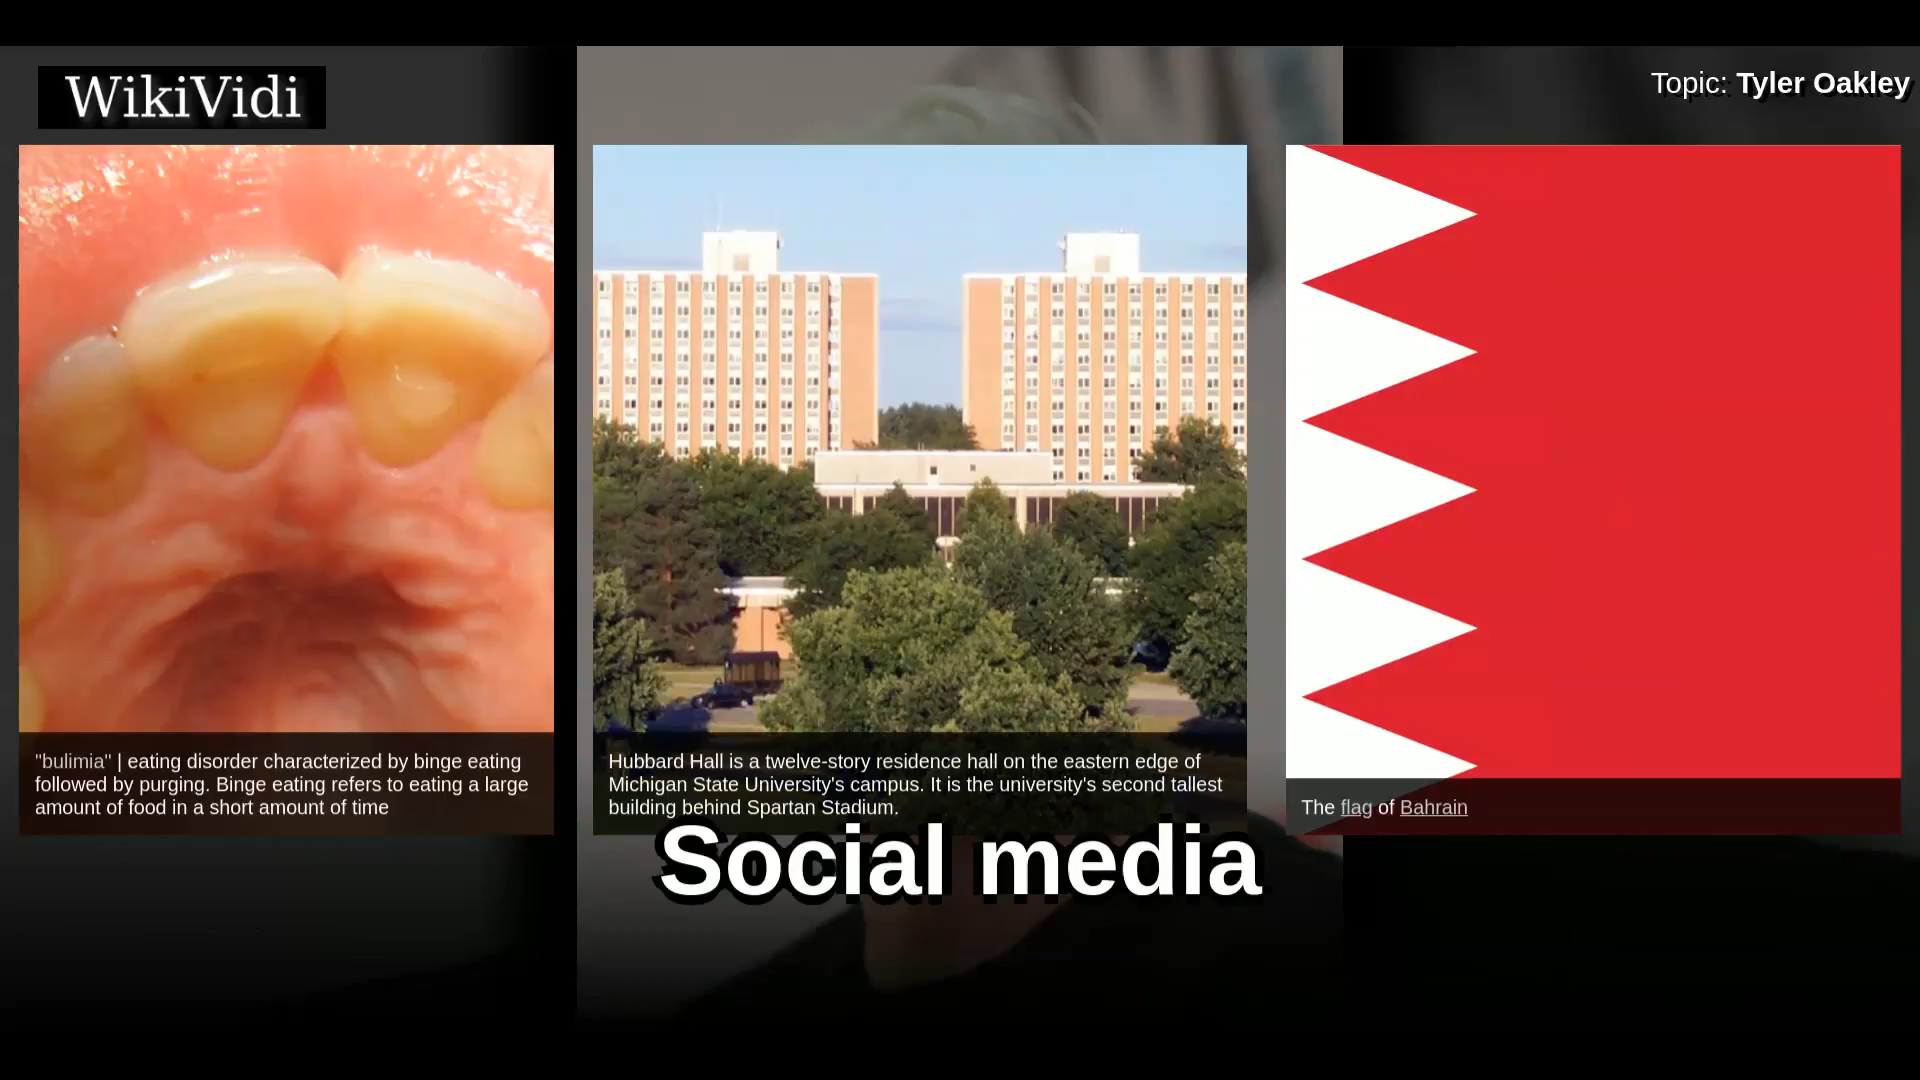 WikiVidi
Topic: Tyler Oakley
"bulimia" | eating disorder characterized by binge eating
followed by purging. Binge eating refers to eating a large
amount of food in a short amount of time
Hubbard Hall is a twelve-story residence hall on the eastern edge of
Michigan State University's campus. It is the university's second tallest
building behind Spartan Stadium.
The flag of Bahrain
Social media